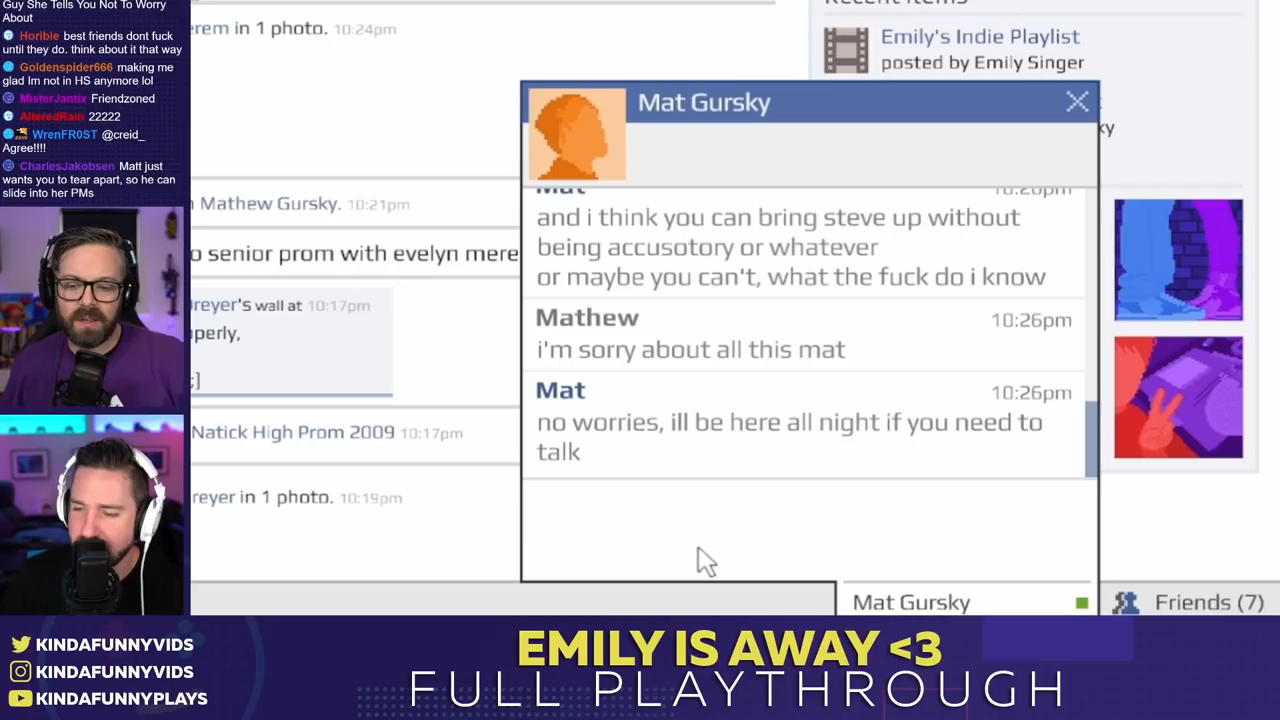 Guy She Tells You Not To Worry
About
Horible best friends dont fuck
until they do. think about it that way
Goldenspider666 making me
glad Im not in HS anymore lol
MisterJantix Friendzoned
AlteredRain 22222
WrenFR0ST @creid_
Agree!!!!
CharlesJakobsen Matt just
wants you to tear apart, so he can
slide into her PMs
erem in 1 photo. 10:24pm
Mathew Gursky. 10:21pm
o senior prom with evelyn mere
reyer's wall at 10:17pm
perly,
;]
Natick High Prom 2009 10:17pm
reyer in 1 photo. 10:19pm
Recent Items
Emily's Indie Playlist
posted by Emily Singer
ky
Mat Gursky
Mat 10:26pm
and i think you can bring steve up without
being accusotory or whatever
or maybe you can't, what the fuck do i know
Mathew 10:26pm
i'm sorry about all this mat
Mat 10:26pm
no worries, ill be here all night if you need to
talk
Mat Gursky
Friends (7)
KINDAFUNNYVIDS
KINDAFUNNYVIDS
KINDAFUNNYPLAYS
EMILY IS AWAY <3
FULL PLAYTHROUGH